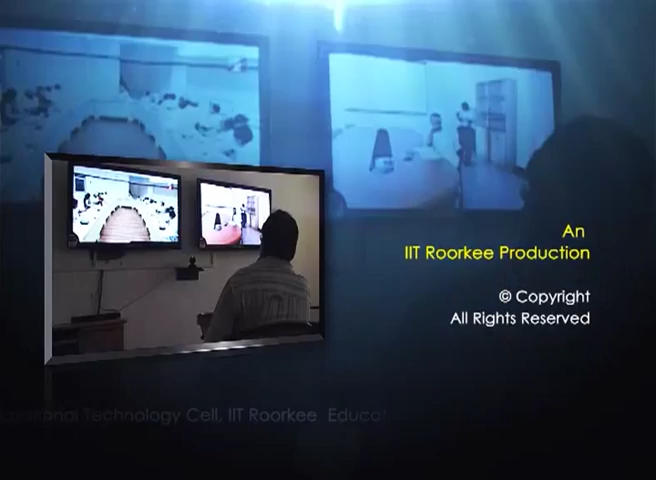 An
IIT Roorkee Production
© Copyright
All Rights Reserved
Technology Cell, IIT Roorkee